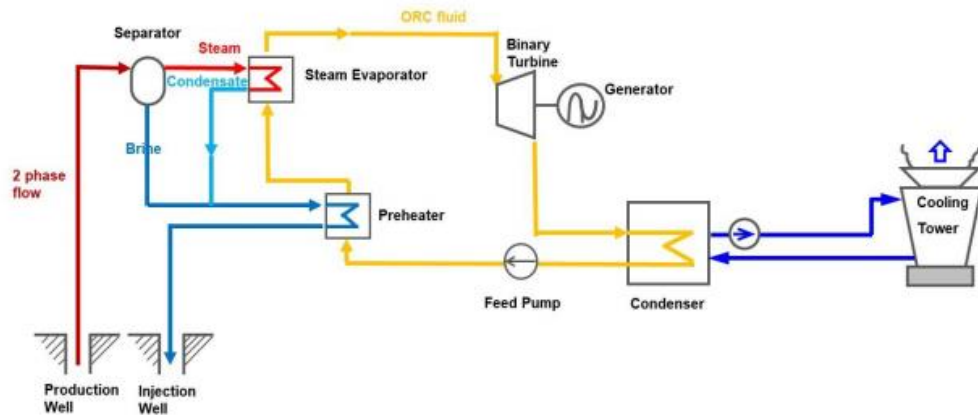 ORC fluid
Separator
Steam
Condensate
Steam Evaporator
Binary
Turbine
Generator
Brine
2 phase
flow
Preheater
Cooling
Tower
Feed Pump
Condenser
Production
Well
Injection
Well